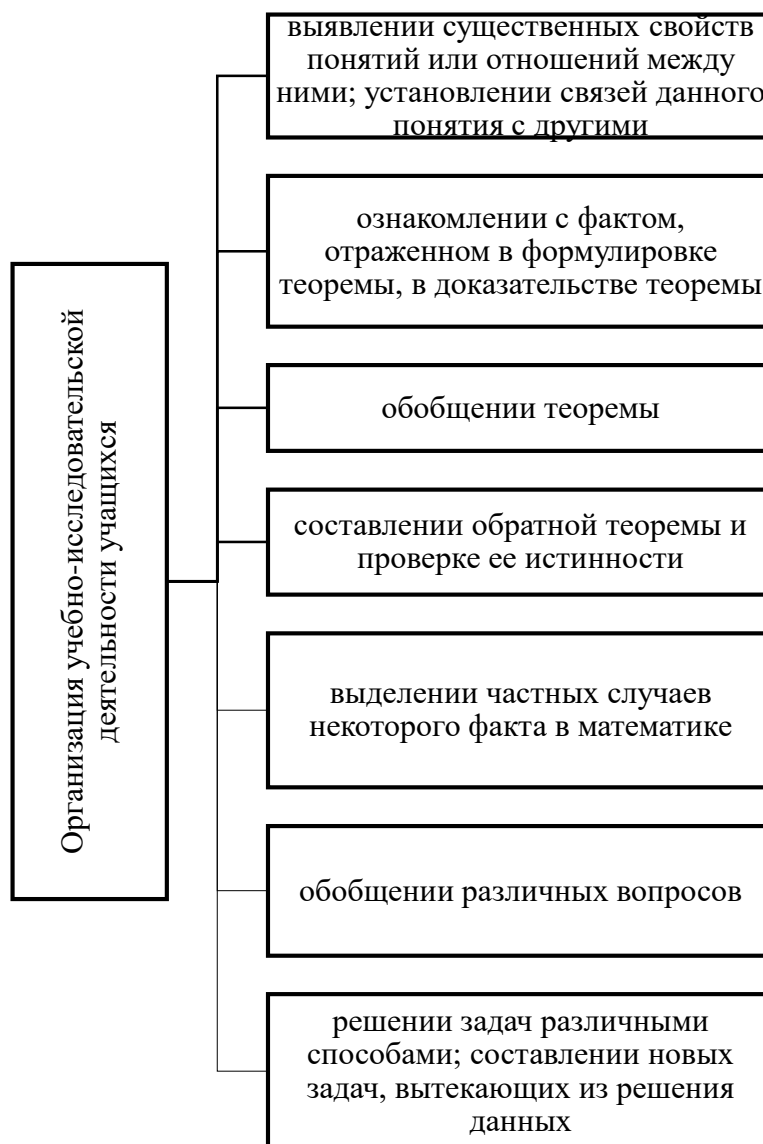 Организация учебно-исследовательской
деятельности учащихся
выявлении существенных свойств
понятий или отношений между
ними; установлении связей данного
понятия с другими
ознакомлении с фактом,
отраженном в формулировке
теоремы, в доказательстве теоремы
обобщении теоремы
составлении обратной теоремы и
проверке ее истинности
выделении частных случаев
некоторого факта в математике
обобщении различных вопросов
решении задач различными
способами; составлении новых
задач, вытекающих из решения
данных